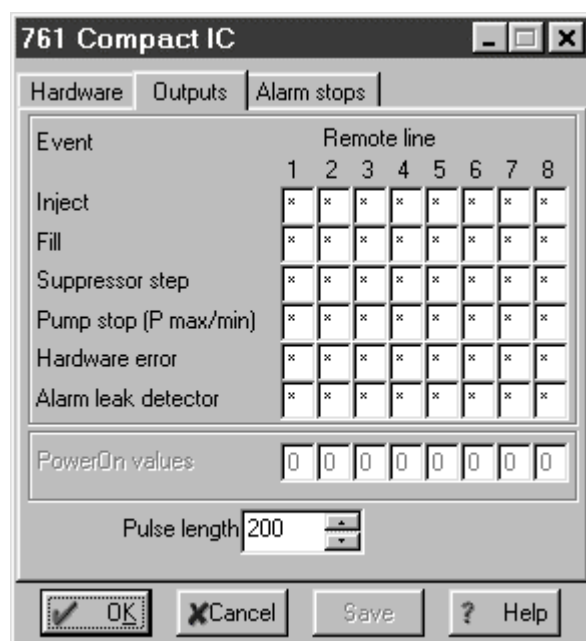 761 Compact IC
Hardware Outputs Alarm stops
Event Remote line
1 2 3 4 5 6 7 8
Inject * * * * * * * *
Fill * * * * * * * *
Suppressor step * * * * * * * *
Pump stop (P max/min) * * * * * * * *
Hardware error * * * * * * * *
Alarm leak detector * * * * * * * *
PowerOn values 0 0 0 0 0 0 0 0
Pulse length 200
OK Cancel Save ? Help